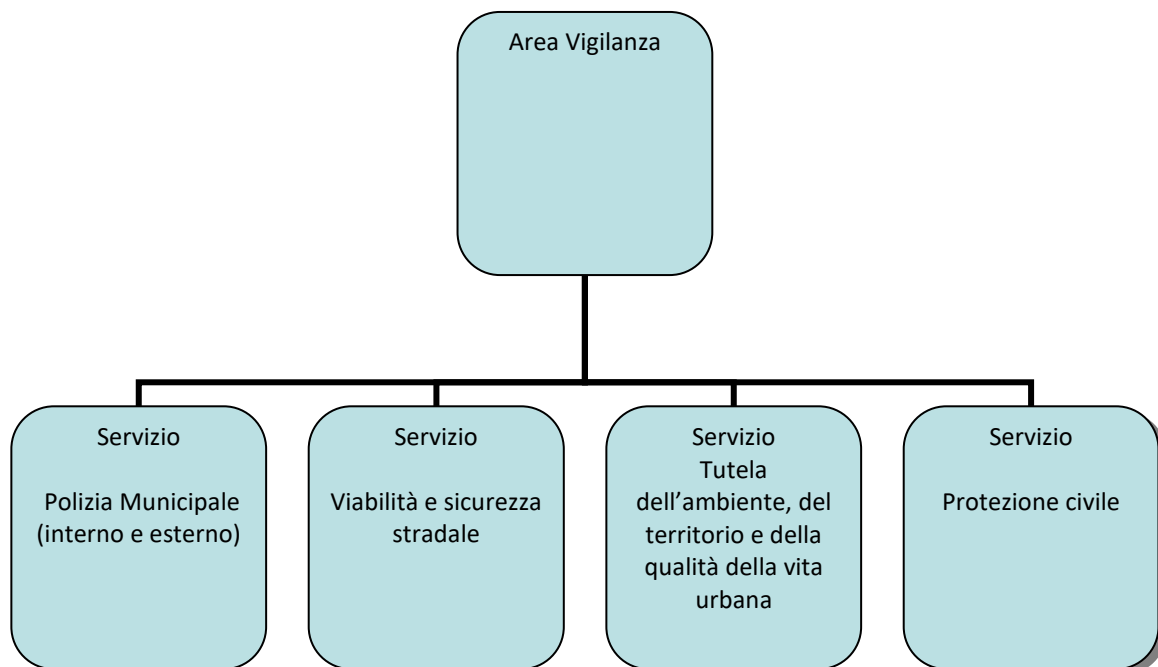 Area Vigilanza
Servizio
Polizia Municipale
(interno e esterno)
Servizio
Viabilità e sicurezza
stradale
Servizio
Tutela
dell’ambiente, del
territorio e della
qualità della vita
urbana
Servizio
Protezione civile